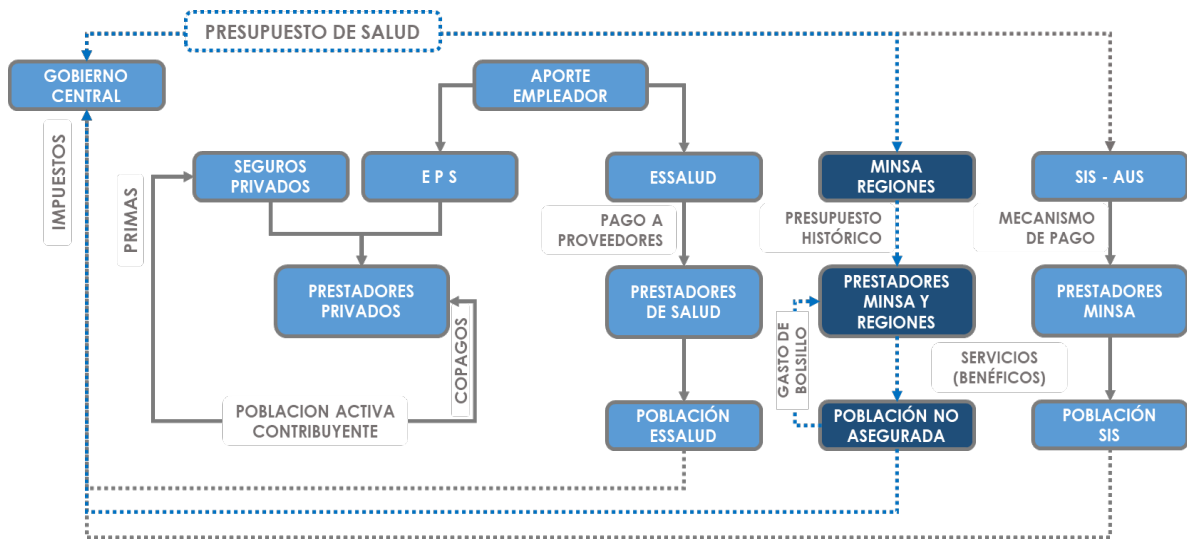 PRESUPUESTO DE SALUD
GOBIERNO
CENTRAL
APORTE
EMPLEADOR
IMPUESTOS
PRIMAS
SEGUROS
PRIVADOS
E P S
ESSALUD
MINSA
REGIONES
SIS - AUS
PAGO A
PROVEEDORES
PRESUPUESTO
HISTÓRICO
MECANISMO
DE PAGO
PRESTADORES
PRIVADOS
PRESTADORES
DE SALUD
PRESTADORES
MINSA Y
REGIONES
PRESTADORES
MINSA
COPAGOS
GASTO DE
BOLSILLO
SERVICIOS
(BENÉFICOS)
POBLACION ACTIVA
CONTRIBUYENTE
POBLACIÓN
ESSALUD
POBLACIÓN NO
ASEGURADA
POBLACIÓN
SIS